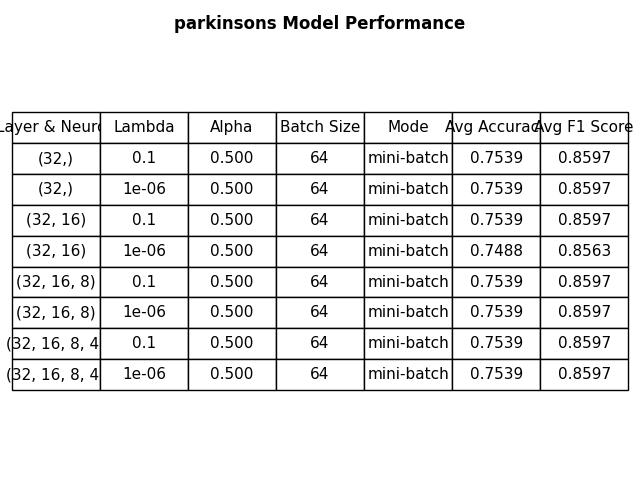 parkinsons Model Performance
Layer & Neuro Lambda Alpha Batch Size Mode Avg Accurac Avg F1 Score
(32,) 0.1 0.500 64 mini-batch 0.7539 0.8597
(32,) 1e-06 0.500 64 mini-batch 0.7539 0.8597
(32, 16) 0.1 0.500 64 mini-batch 0.7539 0.8597
(32, 16) 1e-06 0.500 64 mini-batch 0.7488 0.8563
(32, 16, 8) 0.1 0.500 64 mini-batch 0.7539 0.8597
(32, 16, 8) 1e-06 0.500 64 mini-batch 0.7539 0.8597
(32, 16, 8, 4 0.1 0.500 64 mini-batch 0.7539 0.8597
(32, 16, 8, 4 1e-06 0.500 64 mini-batch 0.7539 0.8597